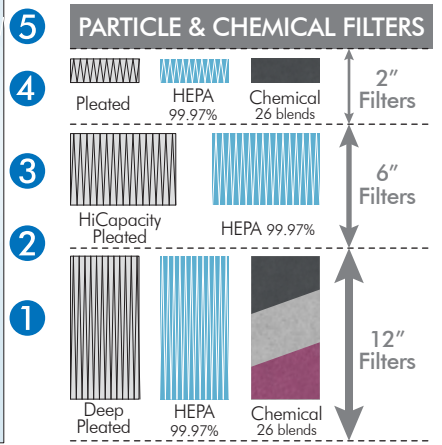 5 PARTICLE & CHEMICAL FILTERS
4
Pleated
HEPA
99.97%
Chemical
26 blends
2”
Filters
3
HiCapacity
Pleated
HEPA 99.97%
6”
Filters
2
1
Deep
Pleated
HEPA
99.97%
Chemical
26 blends
12”
Filters